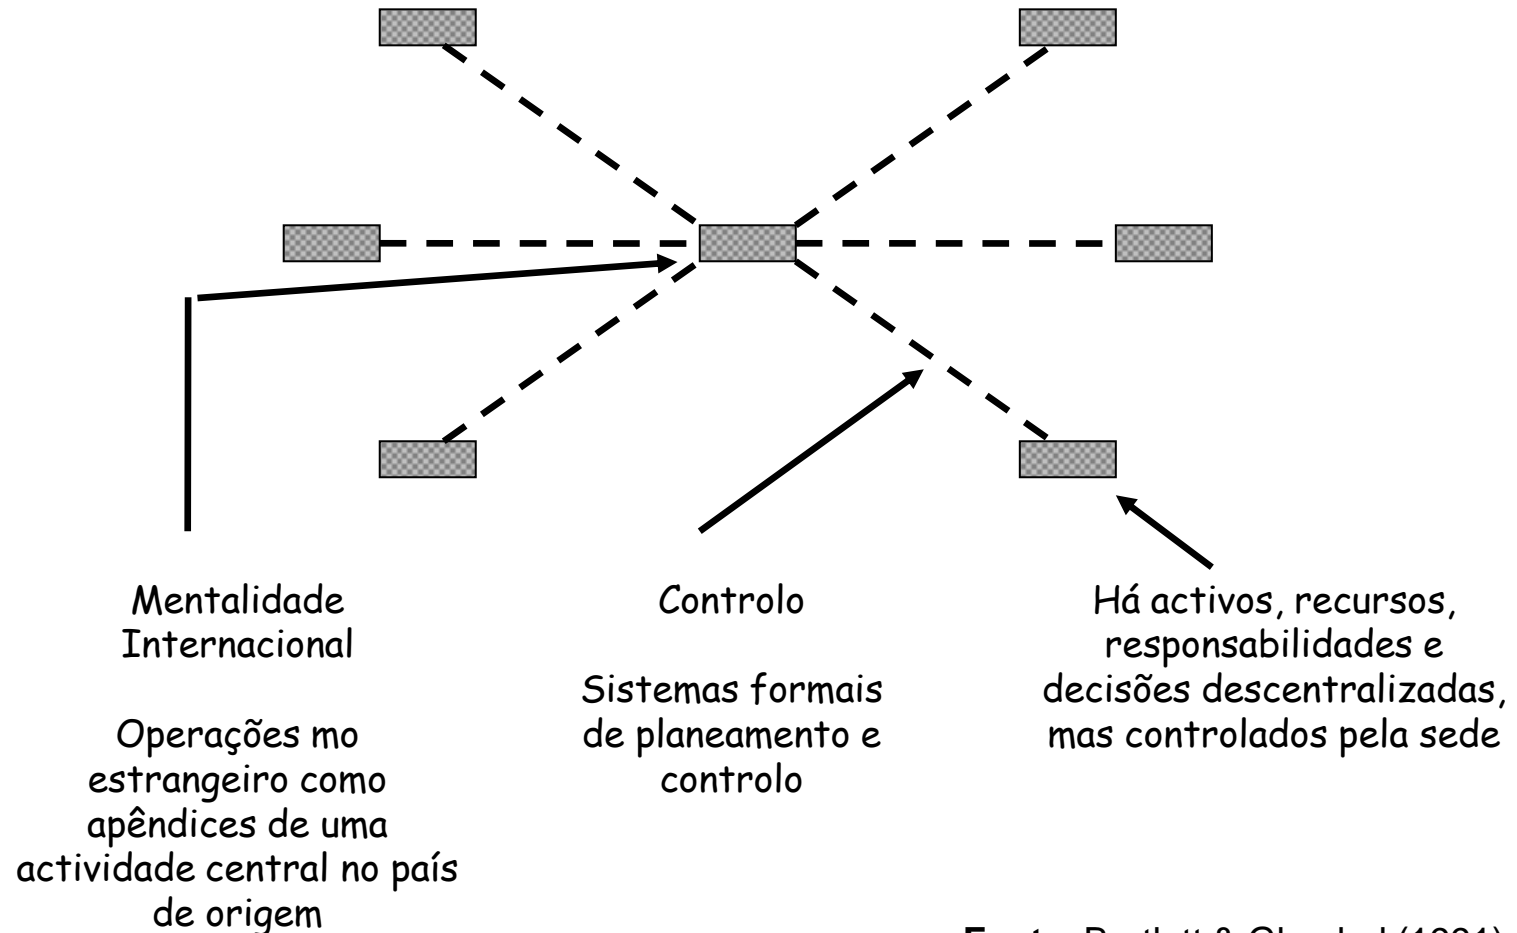 Mentalidade
Internacional
Operações mo
estrangeiro como
apêndices de uma
actividade central no país
de origem
Controlo
Sistemas formais
de planeamento e
controlo
Há activos, recursos,
responsabilidades e
decisões descentralizadas,
mas controlados pela sede